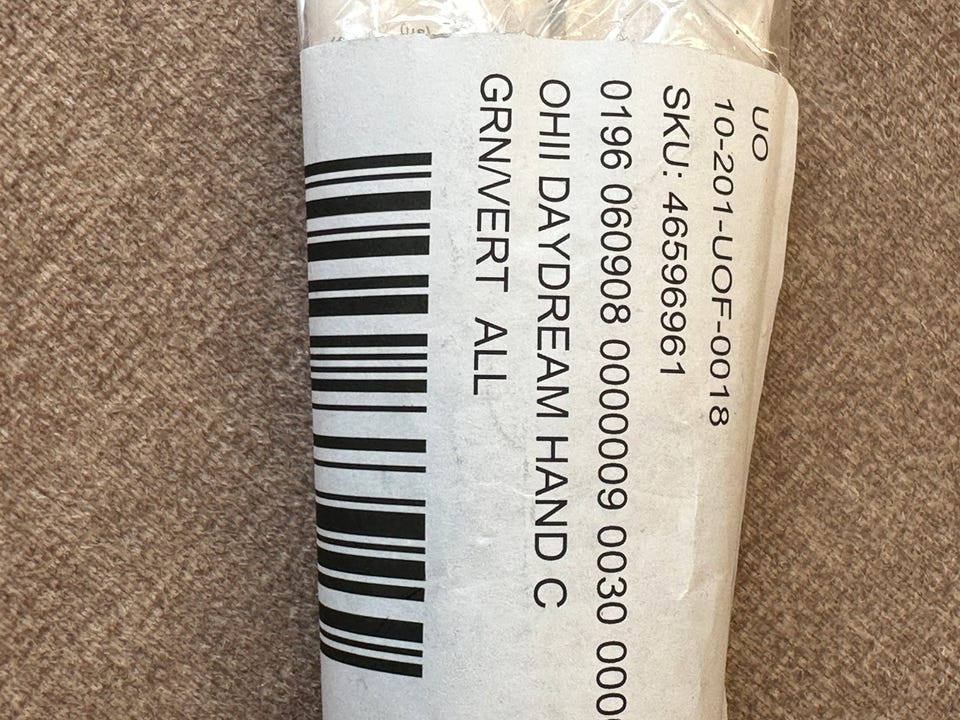 UO
10-201-UOF-0018
SKU: 46596961
0196 060908 0000009 0030 000
OHII DAYDREAM HAND C
GRN/VERT ALL